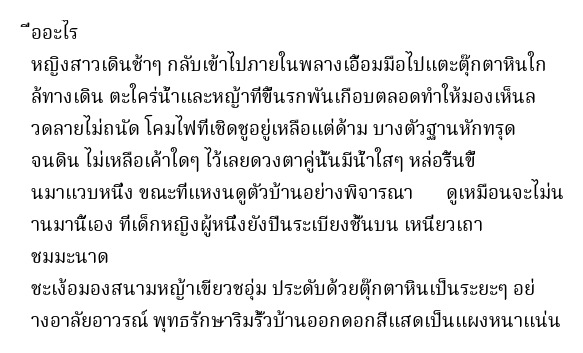 ืออะไร
หญิงสาวเดินช้าๆ กลับเข้าไปภายในพลางเอื้อมมือไปแตะตุ๊กตาหินใก
ล้ทางเดิน ตะใคร่น้ำและหญ้าที่ขึ้นรกพันเกือบตลอดทำให้มองเห็นล
วดลายไม่ถนัด โคมไฟที่เชิดชูอยู่เหลือแต่ด้าม บางตัวฐานหักทรุด
จนดิน ไม่เหลือเค้าใดๆ ไว้เลยดวงตาคู่นั้นมีน้ำใสๆ หล่อรื้นขึ้
นมาแวบหนึ่ง ขณะที่แหงนดูตัวบ้านอย่างพิจารณา    ดูเหมือนจะไม่น
านมานี้เอง ที่เด็กหญิงผู้หนึ่งยังปีนระเบียงชั้นบน เหนี่ยวเถา
ชมมะนาด
ชะเง้อมองสนามหญ้าเขียวชอุ่ม ประดับด้วยตุ๊กตาหินเป็นระยะๆ อย่
างอาลัยอาวรณ์ พุทธรักษาริมรั้วบ้านออกดอกสีแสดเป็นแผงหนาแน่น